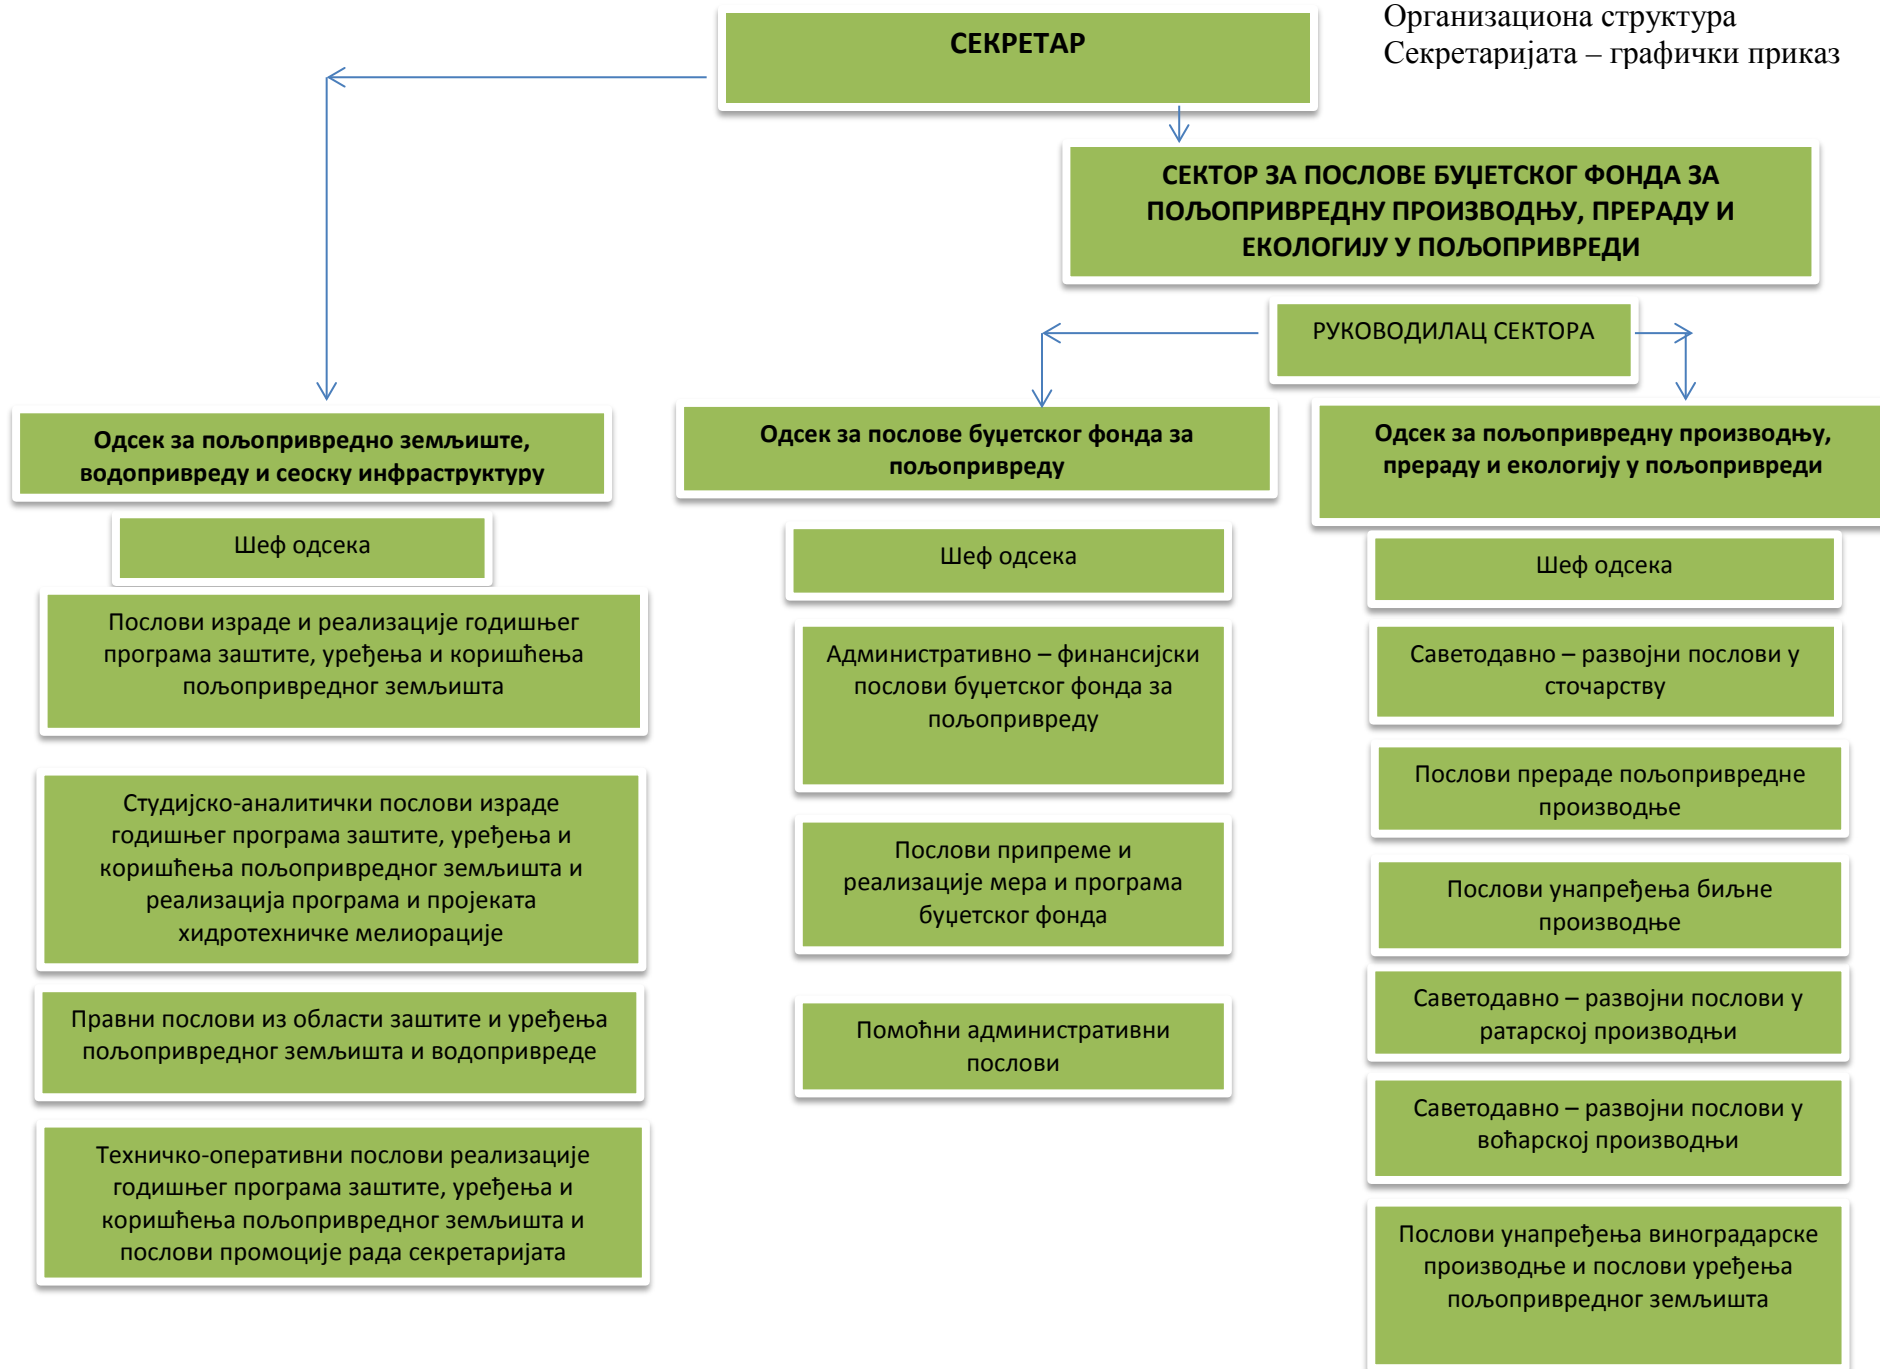 Организациона структура
Секретаријата – графички приказ
СЕКРЕТАР
СЕКТОР ЗА ПОСЛОВЕ БУЏЕТСКОГ ФОНДА ЗА
ПОЉОПРИВРЕДНУ ПРОИЗВОДЊУ, ПРЕРАДУ И
ЕКОЛОГИЈУ У ПОЉОПРИВРЕДИ
РУКОВОДИЛАЦ СЕКТОРА
Одсек за пољопривредно земљиште,
водопривреду и сеоску инфраструктуру
Шеф одсека
Послови израде и реализације годишњег
програма заштите, уређења и коришћења
пољопривредног земљишта
Студијско-аналитички послови израде
годишњег програма заштите, уређења и
коришћења пољопривредног земљишта и
реализација програма и пројеката
хидротехничке мелиорације
Правни послови из области заштите и уређења
пољопривредног земљишта и водопривреде
Техничко-оперативни послови реализације
годишњег програма заштите, уређења и
коришћења пољопривредног земљишта и
послови промоције рада секретаријата
Одсек за послове буџетског фонда за
пољопривреду
Шеф одсека
Административно – финансијски
послови буџетског фонда за
пољопривреду
Послови припреме и
реализације мера и програма
буџетског фонда
Помоћни административни
послови
Одсек за пољопривредну производњу,
прераду и екологију у пољопривреди
Шеф одсека
Саветодавно – развојни послови у
сточарству
Послови прераде пољопривредне
производње
Послови унапређења биљне
производње
Саветодавно – развојни послови у
ратарској производњи
Саветодавно – развојни послови у
воћарској производњи
Послови унапређења виноградарске
производње и послови уређења
пољопривредног земљишта